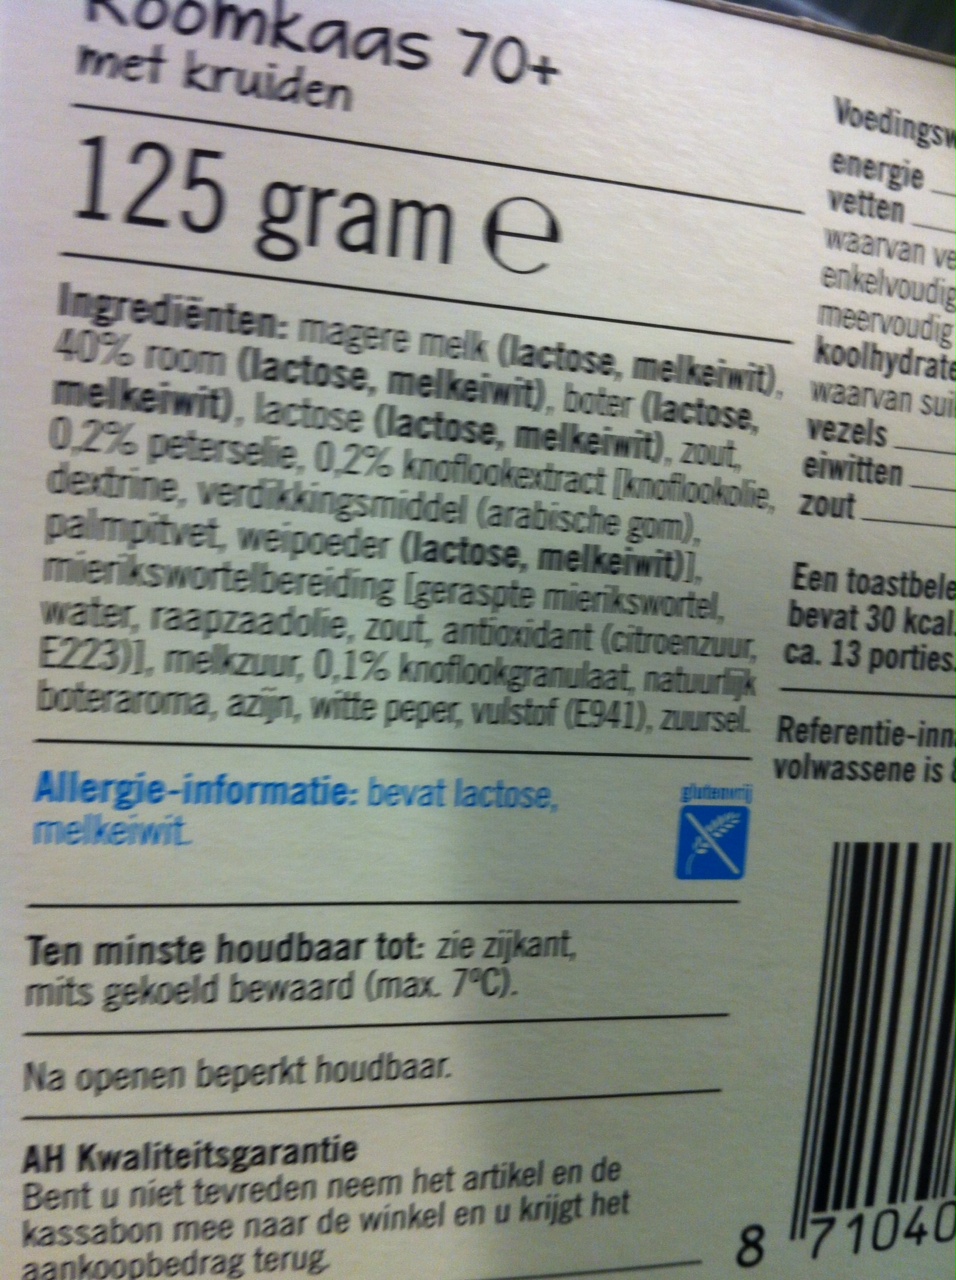 Roomkaas 70+
met kruiden
125 gram ℮
Ingrediënten: magere melk (lactose, melkeiwit),
40% room (lactose, melkeiwit), boter (lactose,
melkeiwit), lactose (lactose, melkeiwit), zout,
0,2% peterselie, 0,2% knoflookextract [knoflookolie,
dextrine, verdikkingsmiddel (arabische gom),
palmpitvet, weipoeder (lactose, melkeiwit)],
mierikswortelbereiding [geraspte mierikswortel,
water, raapzaadolie, zout, antioxidant (citroenzuur,
E223)], melkzuur, 0,1% knoflookgranulaat, natuurlijk
boteraroma, azijn, witte peper, vulstof (E941), zuursel.
Allergie-informatie: bevat lactose,
melkeiwit.
glutenvrij
Ten minste houdbaar tot: zie zijkant,
mits gekoeld bewaard (max. 7°C).
Na openen beperkt houdbaar.
AH Kwaliteitsgarantie
Bent u niet tevreden neem het artikel en de
kassabon mee naar de winkel en u krijgt het
aankoopbedrag terug.
Voedingsw
energie
vetten
waarvan ve
enkelvoudig
meervoudig
koolhydrate
waarvan sui
vezels
eiwitten
zout
Een toastbele
bevat 30 kcal.
ca. 13 porties.
Referentie-inn
volwassene is 8
8 71040